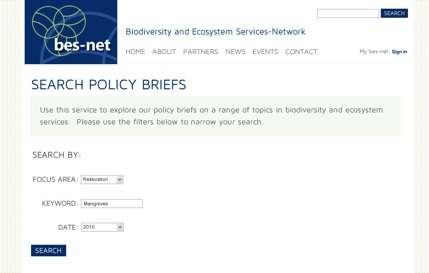 SEARCH
bes-net
Biodiversity and Ecosystem Services-Network
HOME ABOUT PARTNERS NEWS EVENTS CONTACT
My bes-net: Sign in
SEARCH POLICY BRIEFS
Use this service to explore our policy briefs on a range of topics in biodiversity and ecosystem
services. Please use the filters below to narrow your search.
SEARCH BY:
FOCUS AREA: Restoration
KEYWORD: Mangroves
DATE: 2010
SEARCH